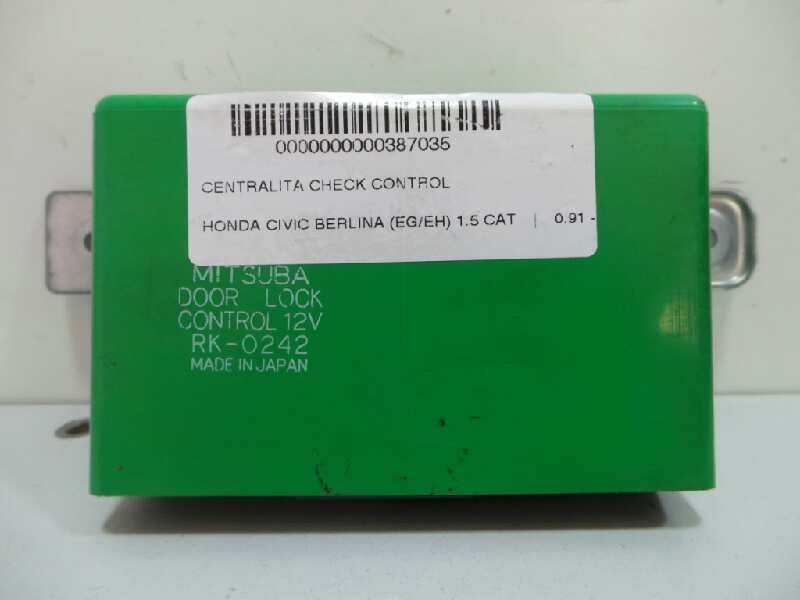 0000000000387035
CENTRALITA CHECK CONTROL
HONDA CIVIC BERLINA (EG/EH) 1.5 CAT | 0.91 -
MITSUBA
DOOR LOCK
CONTROL 12V
RK-0242
MADE IN JAPAN